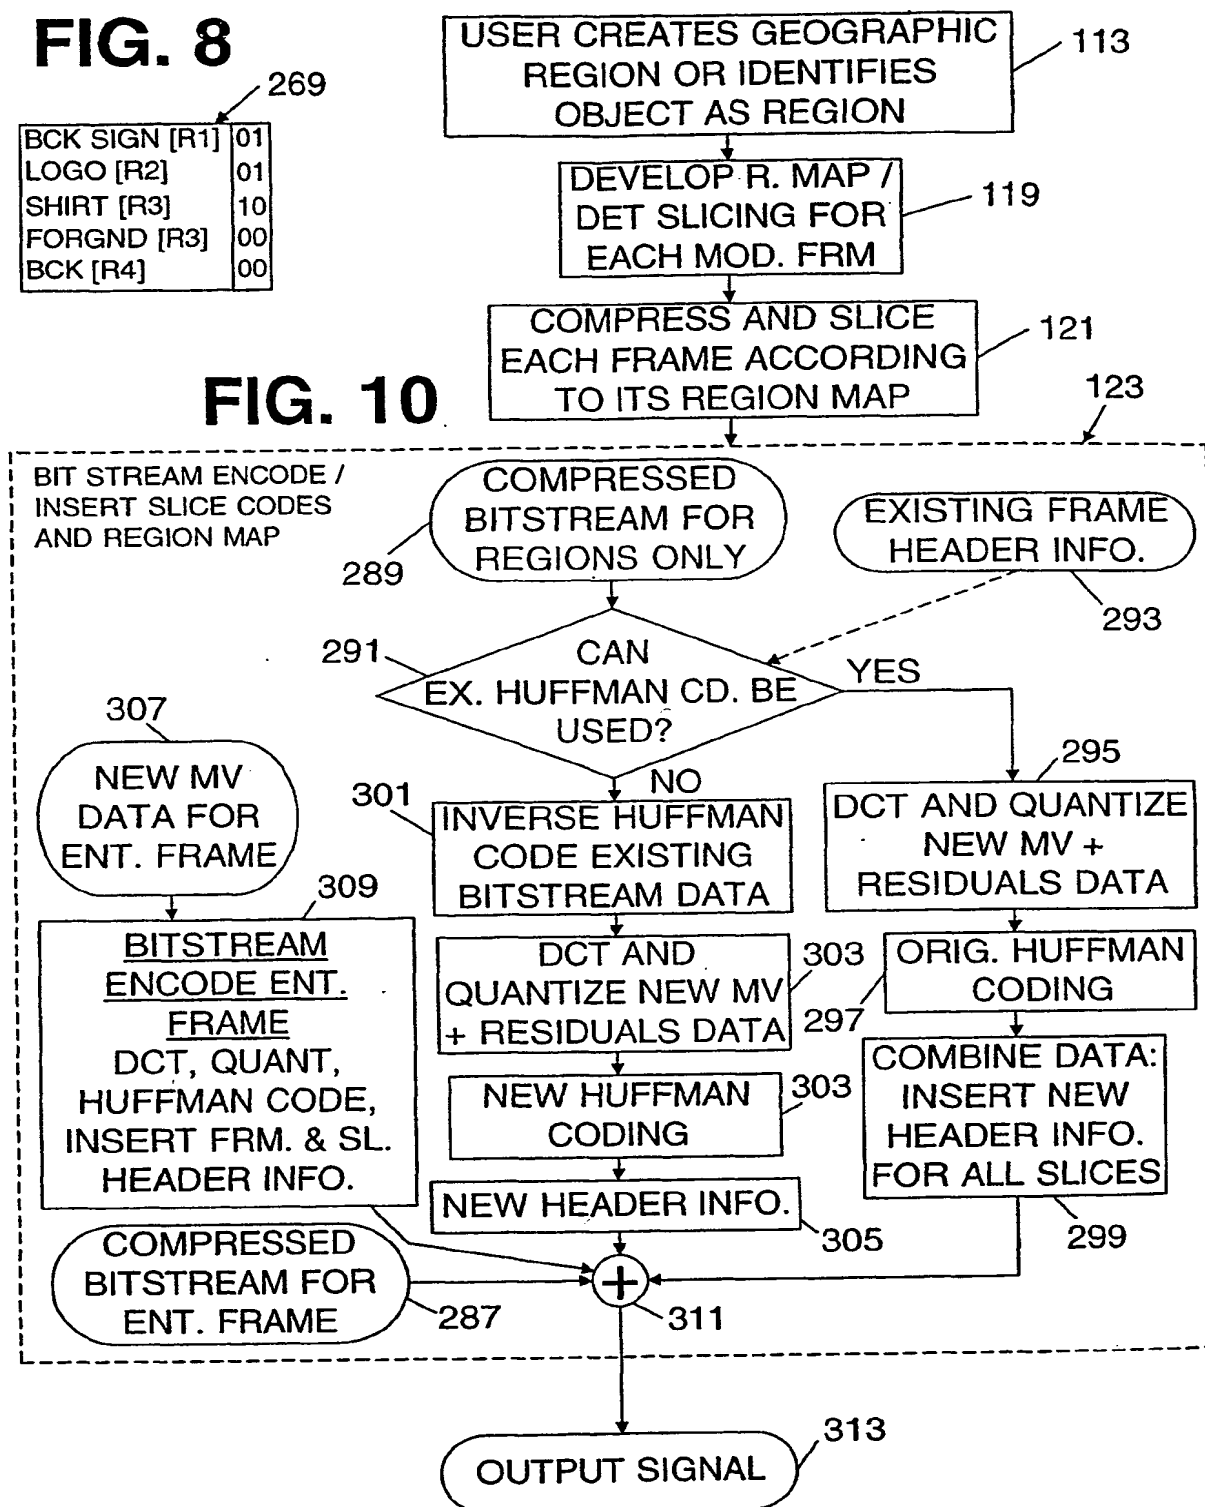 FIG. 8
269
BCK SIGN [R1] 01
LOGO [R2] 01
SHIRT [R3] 10
FORGND [R3] 00
BCK [R4] 00
USER CREATES GEOGRAPHIC
REGION OR IDENTIFIES
OBJECT AS REGION
113
DEVELOP R. MAP /
DET SLICING FOR
EACH MOD. FRM
119
COMPRESS AND SLICE
EACH FRAME ACCORDING
TO ITS REGION MAP
121
FIG. 10
123
BIT STREAM ENCODE /
INSERT SLICE CODES
AND REGION MAP
COMPRESSED
BITSTREAM FOR
REGIONS ONLY
289
EXISTING FRAME
HEADER INFO.
293
291
CAN
EX. HUFFMAN CD. BE
USED?
YES
NO
307
NEW MV
DATA FOR
ENT. FRAME
309
BITSTREAM
ENCODE ENT.
FRAME
DCT, QUANT,
HUFFMAN CODE,
INSERT FRM. & SL.
HEADER INFO.
301
INVERSE HUFFMAN
CODE EXISTING
BITSTREAM DATA
DCT AND
QUANTIZE NEW MV
+ RESIDUALS DATA
303
NEW HUFFMAN
CODING
303
NEW HEADER INFO.
305
295
DCT AND QUANTIZE
NEW MV +
RESIDUALS DATA
297
ORIG. HUFFMAN
CODING
COMBINE DATA:
INSERT NEW
HEADER INFO.
FOR ALL SLICES
299
COMPRESSED
BITSTREAM FOR
ENT. FRAME
287
+
311
313
OUTPUT SIGNAL